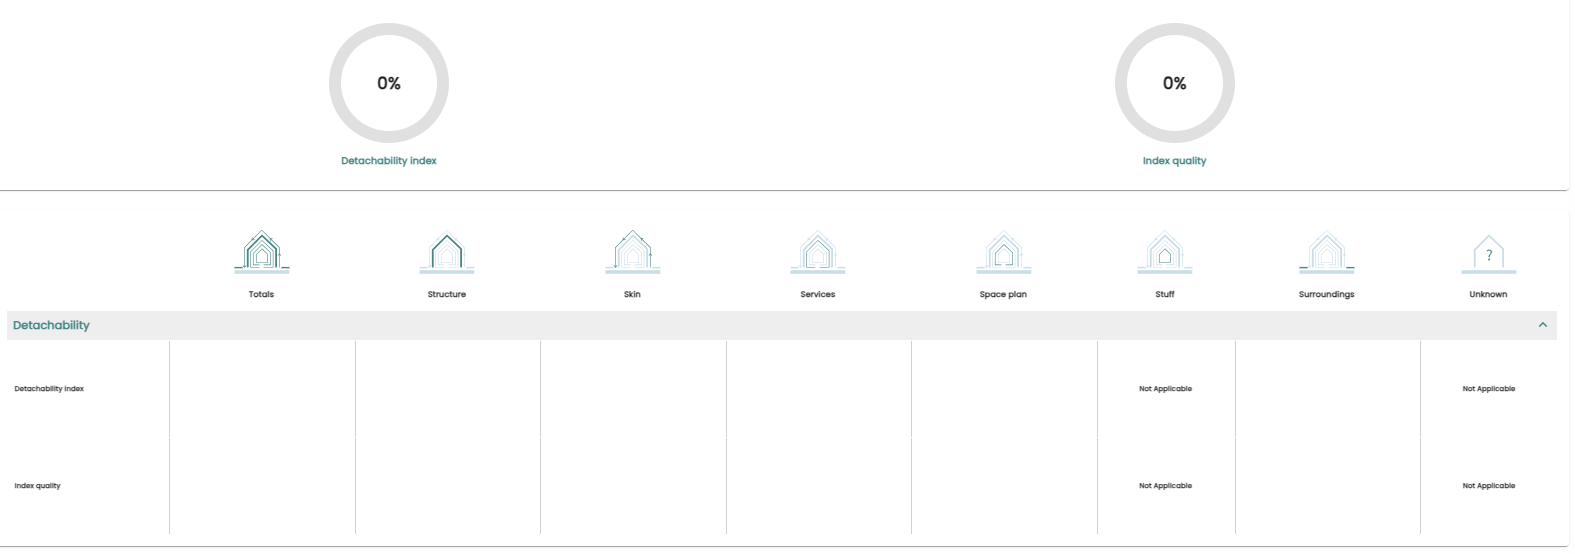 0%
0%
Detachability index
Index quality
Totals
Structure
Skin
Services
Space plan
Stuff
Surroundings
?
Unknown
Detachability
Detachability index
Not Applicable
Not Applicable
Index quality
Not Applicable
Not Applicable